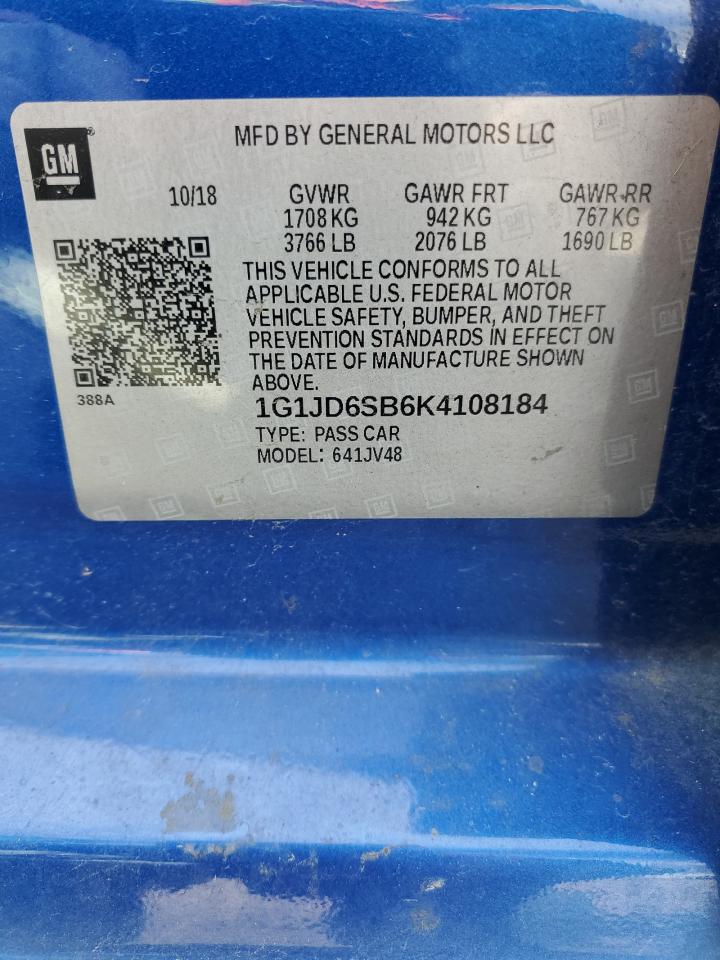 GM
MFD BY GENERAL MOTORS LLC
10/18 GVWR GAWR FRT GAWR RR
1708 KG 942 KG 767 KG
3766 LB 2076 LB 1690 LB
THIS VEHICLE CONFORMS TO ALL
APPLICABLE U.S. FEDERAL MOTOR
VEHICLE SAFETY, BUMPER, AND THEFT
PREVENTION STANDARDS IN EFFECT ON
THE DATE OF MANUFACTURE SHOWN
ABOVE.
388A
1G1JD6SB6K4108184
TYPE: PASS CAR
MODEL: 641JV48